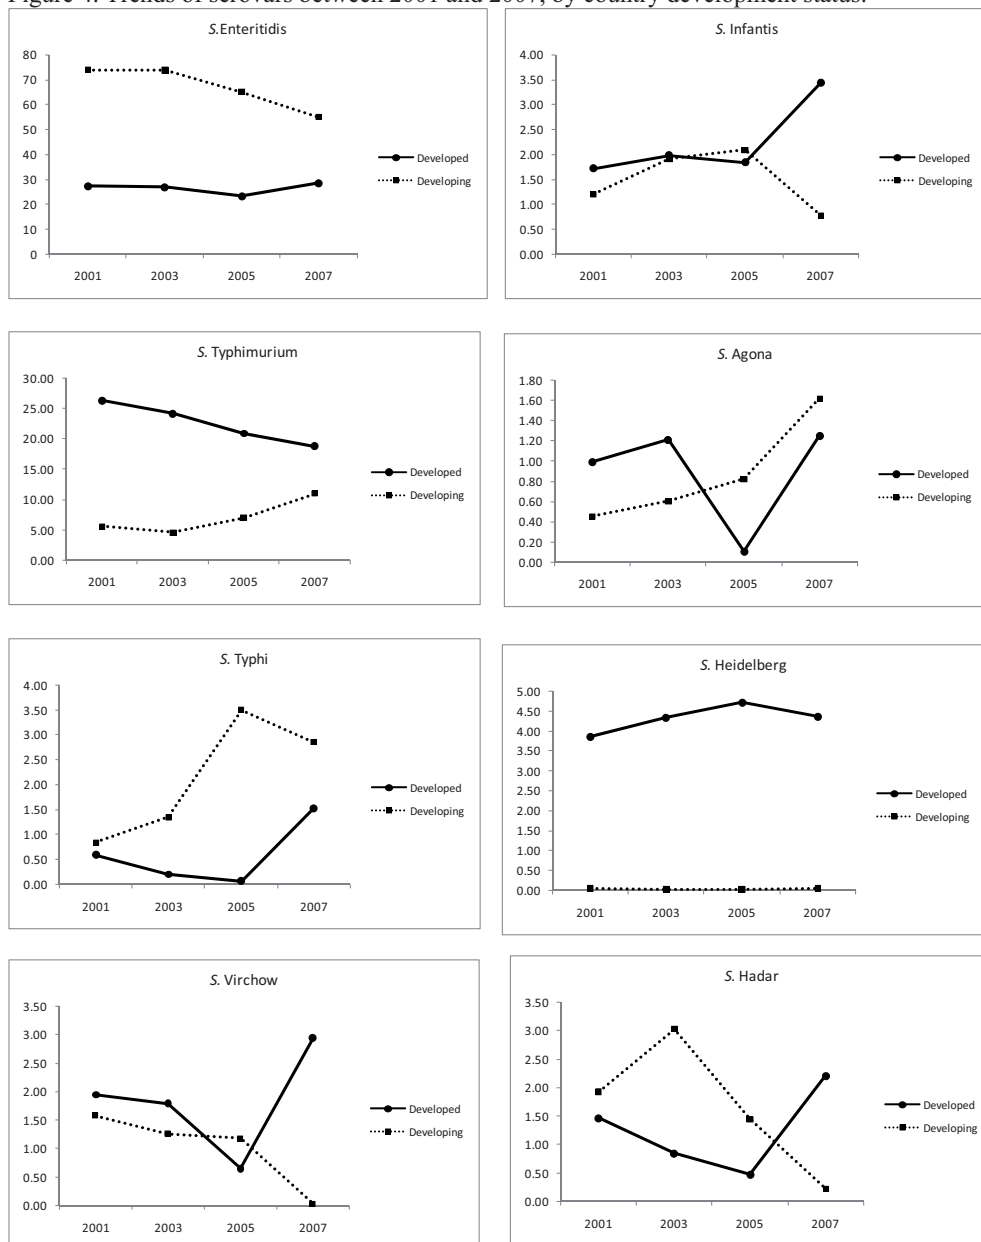 Figure 4. Trends of serovars between 2001 and 2007, by country development status.
S.Enteritidis
80
70
60
50
40
30
20
10
0
2001 2003 2005 2007
Developed
Developing
S. Infantis
4.00
3.50
3.00
2.50
2.00
1.50
1.00
0.50
0.00
2001 2003 2005 2007
Developed
Developing
S. Typhimurium
30.00
25.00
20.00
15.00
10.00
5.00
0.00
2001 2003 2005 2007
Developed
Developing
S. Agona
1.80
1.60
1.40
1.20
1.00
0.80
0.60
0.40
0.20
0.00
2001 2003 2005 2007
Developed
Developing
S. Typhi
4.00
3.50
3.00
2.50
2.00
1.50
1.00
0.50
0.00
2001 2003 2005 2007
Developed
Developing
S. Heidelberg
5.00
4.50
4.00
3.50
3.00
2.50
2.00
1.50
1.00
0.50
0.00
2001 2003 2005 2007
Developed
Developing
S. Virchow
3.50
3.00
2.50
2.00
1.50
1.00
0.50
0.00
2001 2003 2005 2007
Developed
Developing
S. Hadar
3.50
3.00
2.50
2.00
1.50
1.00
0.50
0.00
2001 2003 2005 2007
Developed
Developing